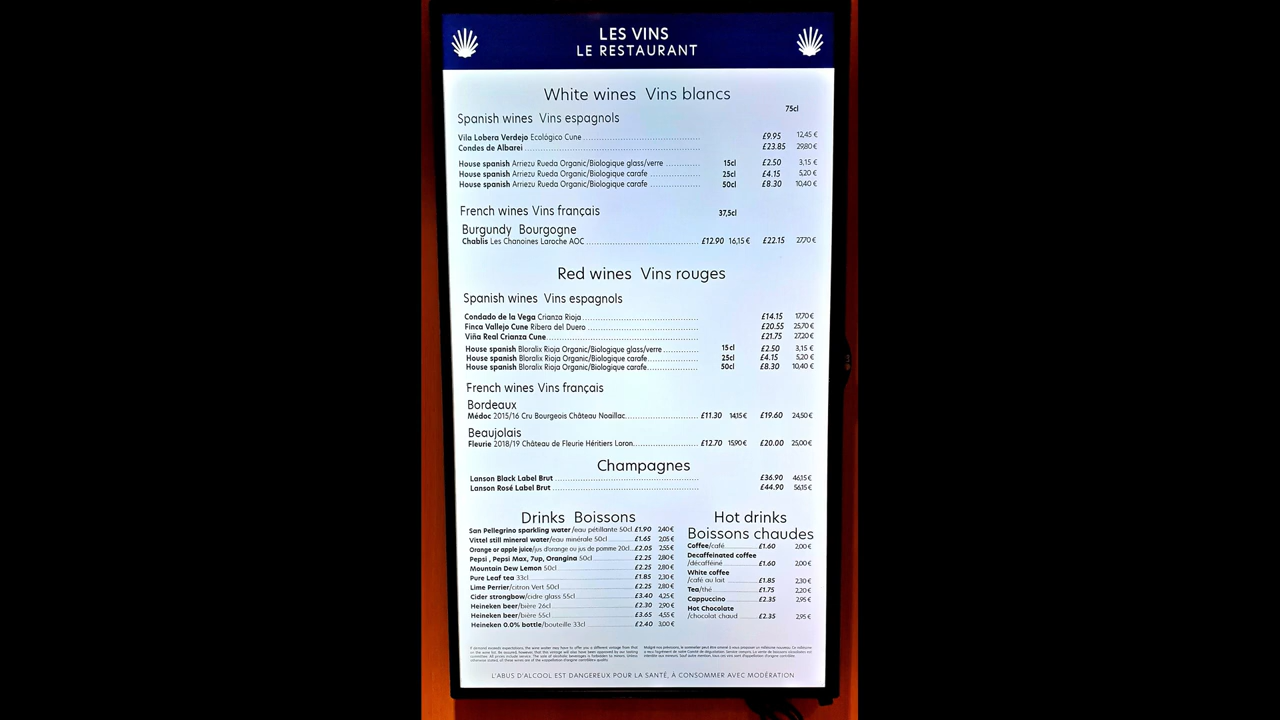 LES VINS
LE RESTAURANT
White wines Vins blancs
75cl
Spanish wines Vins espagnols
Vila Lobera Verdejo Ecológico Cune £9.95 12,45 €
Condes de Albarei £23.85 29,80 €
House spanish Arriezu Rueda Organic/Biologique glass/verre 15cl £2.50 3,15 €
House spanish Arriezu Rueda Organic/Biologique carafe 25cl £4.15 5,20 €
House spanish Arriezu Rueda Organic/Biologique carafe 50cl £8.30 10,40 €
French wines Vins français 37,5cl
Burgundy Bourgogne
Chablis Les Chanoines Laroche AOC £12.90 16,15 € £22.15 27,70 €
Red wines Vins rouges
Spanish wines Vins espagnols
Condado de la Vega Crianza Rioja £14.15 17,70 €
Finca Vallejo Cune Ribera del Duero £20.55 25,70 €
Viña Real Crianza Cune £21.75 27,20 €
House spanish Bloralix Rioja Organic/Biologique glass/verre 15cl £2.50 3,15 €
House spanish Bloralix Rioja Organic/Biologique carafe 25cl £4.15 5,20 €
House spanish Bloralix Rioja Organic/Biologique carafe 50cl £8.30 10,40 €
French wines Vins français
Bordeaux
Médoc 2015/16 Cru Bourgeois Château Noaillac £11.30 14,15 € £19.60 24,50 €
Beaujolais
Fleurie 2018/19 Château de Fleurie Héritiers Loron £12.70 15,90 € £20.00 25,00 €
Champagnes
Lanson Black Label Brut £36.90 46,15 €
Lanson Rosé Label Brut £44.90 56,15 €
Drinks Boissons
San Pellegrino sparkling water/eau pétillante 50cl £1.90 2,40 €
Vittel still mineral water/eau minérale 50cl £1.65 2,05 €
Orange or apple juice/jus d'orange ou jus de pomme 20cl £2.05 2,55 €
Pepsi, Pepsi Max, 7up, Orangina 50cl £2.25 2,80 €
Mountain Dew Lemon 50cl £2.25 2,80 €
Pure Leaf tea 33cl £1.85 2,30 €
Lime Perrier/citron Vert 50cl £2.25 2,80 €
Cider strongbow/cidre glass 55cl £3.40 4,25 €
Heineken beer/bière 26cl £2.30 2,90 €
Heineken beer/bière 55cl £3.65 4,55 €
Heineken 0.0% bottle/bouteille 33cl £2.40 3,00 €
Hot drinks
Boissons chaudes
Coffee/café £1.60 2,00 €
Decaffeinated coffee
/décafféiné £1.60 2,00 €
White coffee
/café au lait £1.85 2,30 €
Tea/thé £1.75 2,20 €
Cappuccino £2.35 2,95 €
Hot Chocolate
/chocolat chaud £2.35 2,95 €
L'ABUS D'ALCOOL EST DANGEREUX POUR LA SANTÉ, À CONSOMMER AVEC MODÉRATION